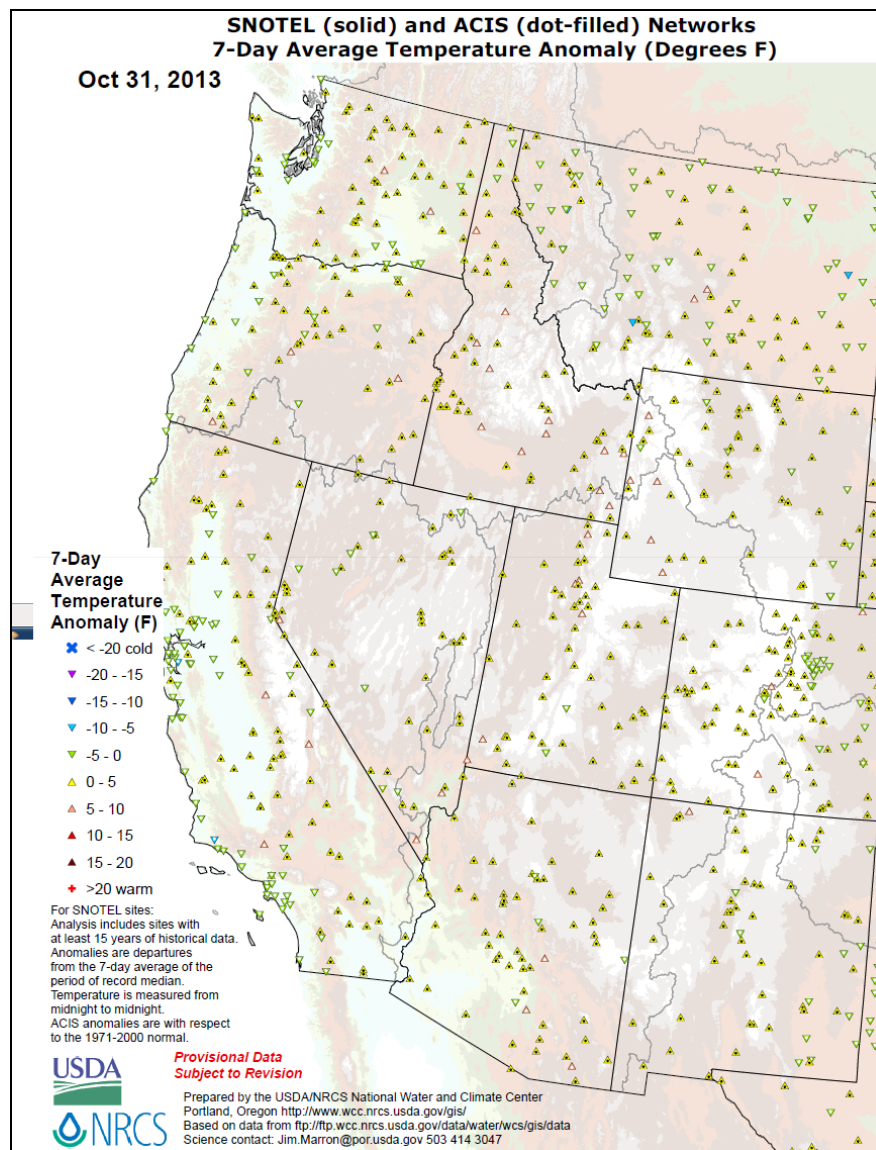 SNOTEL (solid) and ACIS (dot-filled) Networks
7-Day Average Temperature Anomaly (Degrees F)
Oct 31, 2013
7-Day
Average
Temperature
Anomaly (F)
< -20 cold
-20 - -15
-15 - -10
-10 - -5
-5 - 0
0 - 5
5 - 10
10 - 15
15 - 20
>20 warm
For SNOTEL sites:
Analysis includes sites with
at least 15 years of historical data.
Anomalies are departures
from the 7-day average of the
period of record median.
Temperature is measured from
midnight to midnight.
ACIS anomalies are with respect
to the 1971-2000 normal.
USDA
NRCS
Provisional Data
Subject to Revision
Prepared by the USDA/NRCS National Water and Climate Center
Portland, Oregon http://www.wcc.nrcs.usda.gov/gis/
Based on data from ftp://ftp.wcc.nrcs.usda.gov/data/water/wcs/gis/data
Science contact: Jim.Marron@por.usda.gov 503 414 3047